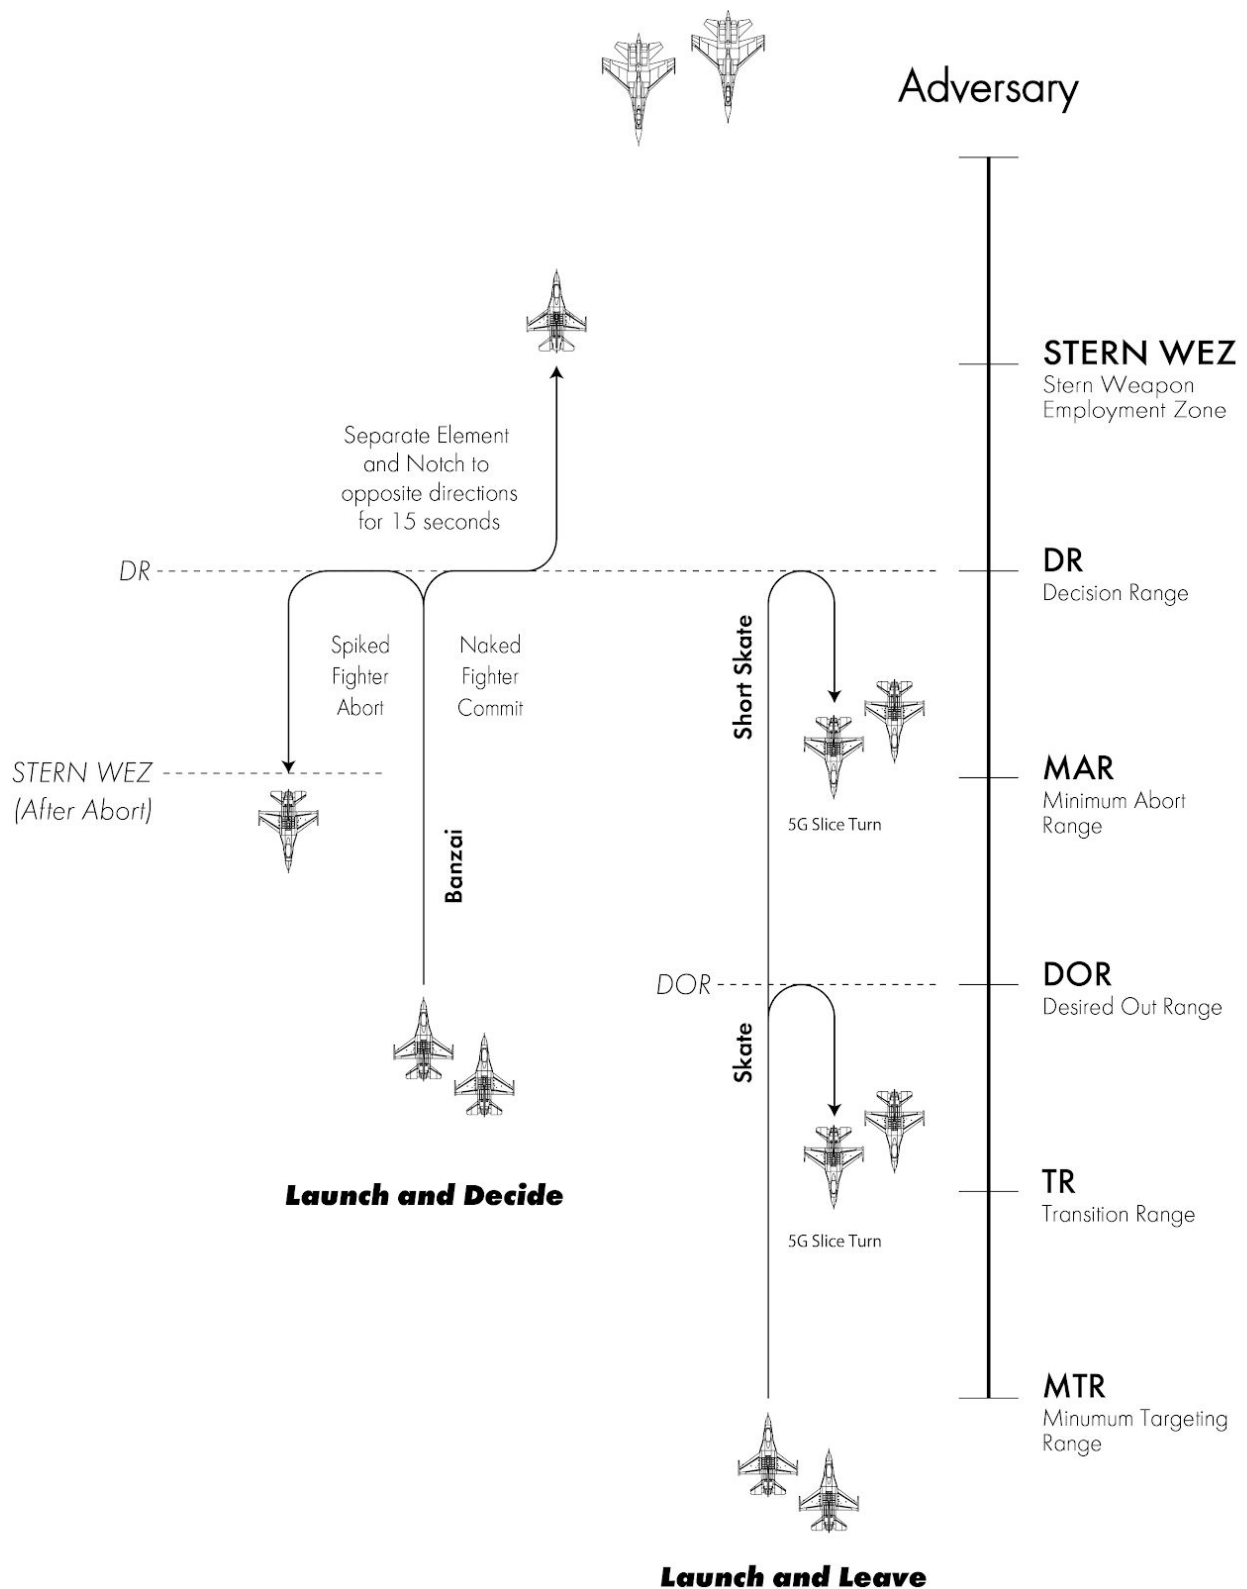 Adversary
STERN WEZ
Stern Weapon
Employment Zone
Separate Element
and Notch to
opposite directions
for 15 seconds
DR
DR
Decision Range
Spiked
Fighter
Abort
Naked
Fighter
Commit
Short Skate
STERN WEZ
(After Abort)
MAR
Minimum Abort
Range
5G Slice Turn
Banzai
DOR
DOR
Desired Out Range
Skate
Launch and Decide
TR
Transition Range
5G Slice Turn
MTR
Minumum Targeting
Range
Launch and Leave